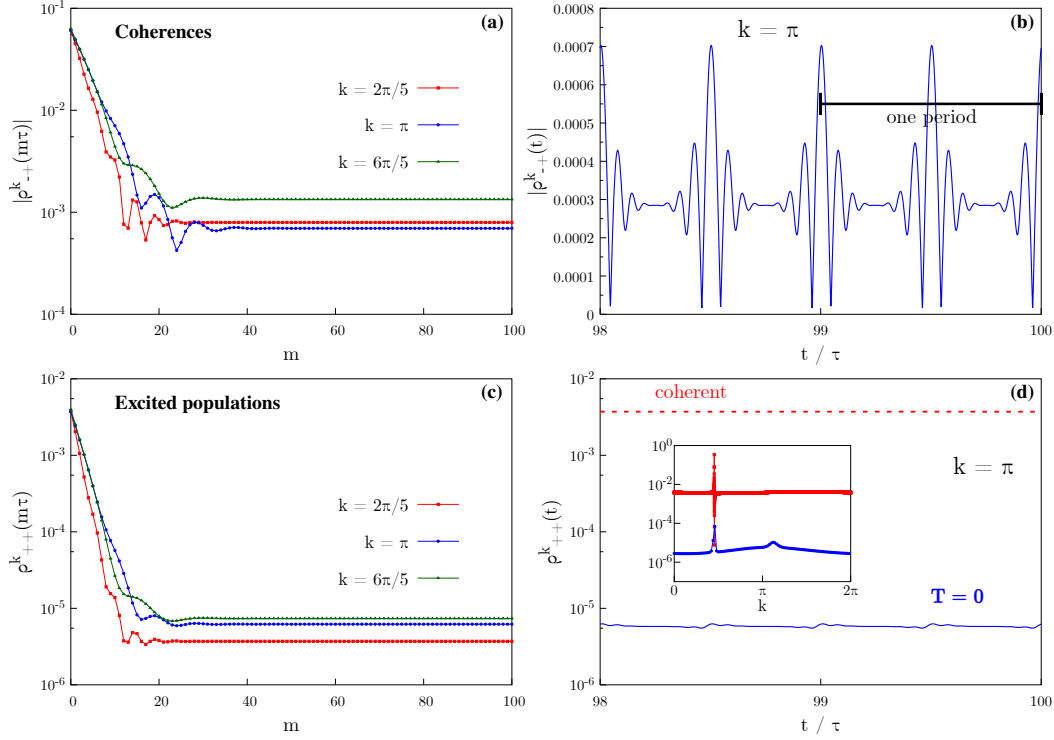 (a)
Coherences
k = 2π/5
k = π
k = 6π/5
|ρ^k_-+(mτ)|
10^-1
10^-2
10^-3
10^-4
0 20 40 60 80 100
m
(b)
k = π
one period
|ρ^k_-+(t)|
0.0008
0.0007
0.0006
0.0005
0.0004
0.0003
0.0002
0.0001
0
98 99 100
t / τ
(c)
Excited populations
k = 2π/5
k = π
k = 6π/5
ρ^k_++(mτ)
10^-2
10^-3
10^-4
10^-5
10^-6
0 20 40 60 80 100
m
(d)
coherent
k = π
T = 0
ρ^k_++(t)
10^-2
10^-3
10^-4
10^-5
10^-6
98 99 100
t / τ
10^0
10^-2
10^-4
10^-6
0 π 2π
k